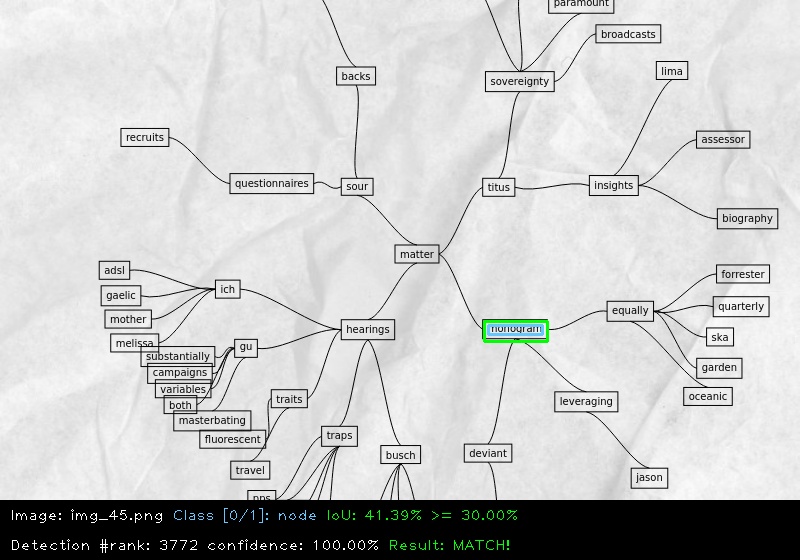 paramount
broadcasts
backs
sovereignty
lima
recruits
assessor
questionnaires
sour
titus
insights
biography
matter
adsl
forrester
ich
gaelic
quarterly
equally
mother
hearings
nonogram
ska
melissa
gu
substantially
garden
campaigns
variables
oceanic
both
traits
leveraging
masterbating
traps
fluorescent
busch
deviant
travel
jason
pps
Image: img_45.png Class [0/1]: node IoU: 41.39% >= 30.00%
Detection #rank: 3772 confidence: 100.00% Result: MATCH!